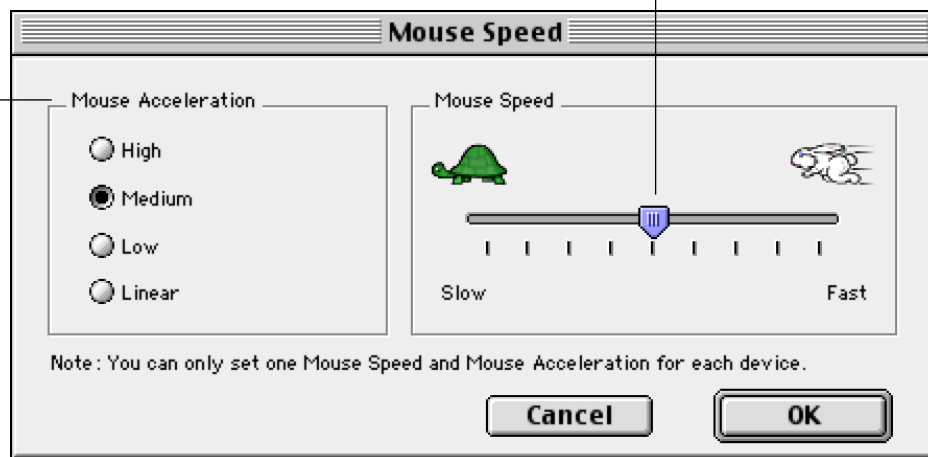 Mouse Speed
Mouse Acceleration
High
Medium
Low
Linear
Mouse Speed
Slow Fast
Note: You can only set one Mouse Speed and Mouse Acceleration for each device.
Cancel OK